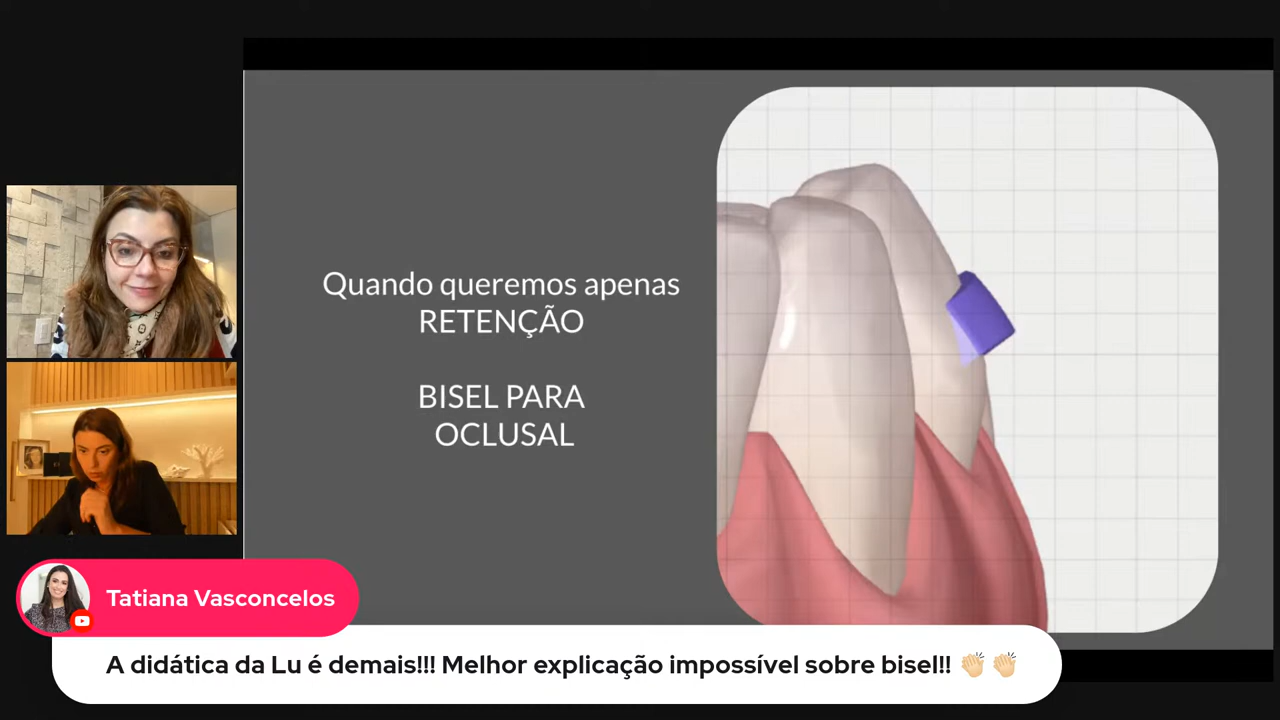 Quando queremos apenas
RETENÇÃO
BISEL PARA
OCLUSAL
Tatiana Vasconcelos
A didática da Lu é demais!!! Melhor explicação impossível sobre bisel!! 👏🏻 👏🏻